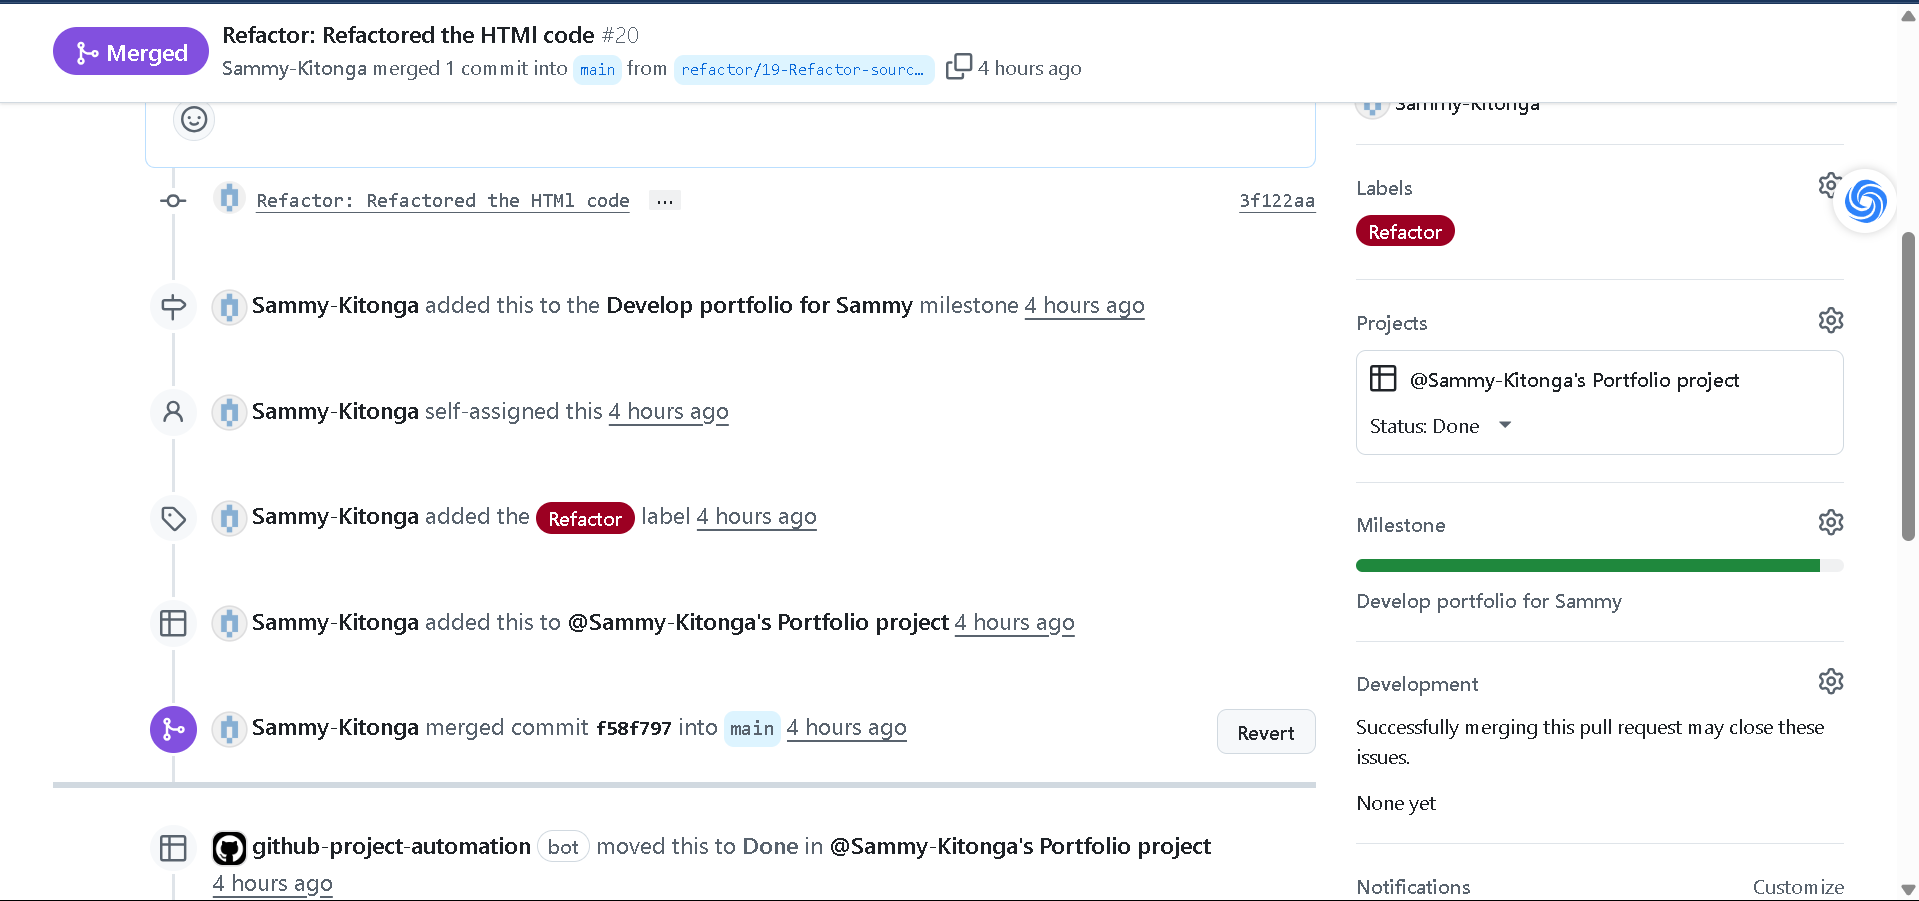 Merged
Refactor: Refactored the HTMl code #20
Sammy-Kitonga merged 1 commit into main from refactor/19-Refactor-sourc… 4 hours ago
Refactor: Refactored the HTMl code … 3f122aa
Sammy-Kitonga added this to the Develop portfolio for Sammy milestone 4 hours ago
Sammy-Kitonga self-assigned this 4 hours ago
Sammy-Kitonga added the Refactor label 4 hours ago
Sammy-Kitonga added this to @Sammy-Kitonga's Portfolio project 4 hours ago
Sammy-Kitonga merged commit f58f797 into main 4 hours ago
Revert
github-project-automation bot moved this to Done in @Sammy-Kitonga's Portfolio project
4 hours ago
Sammy-Kitonga
Labels
Refactor
Projects
@Sammy-Kitonga's Portfolio project
Status: Done
Milestone
Develop portfolio for Sammy
Development
Successfully merging this pull request may close these
issues.
None yet
Notifications
Customize